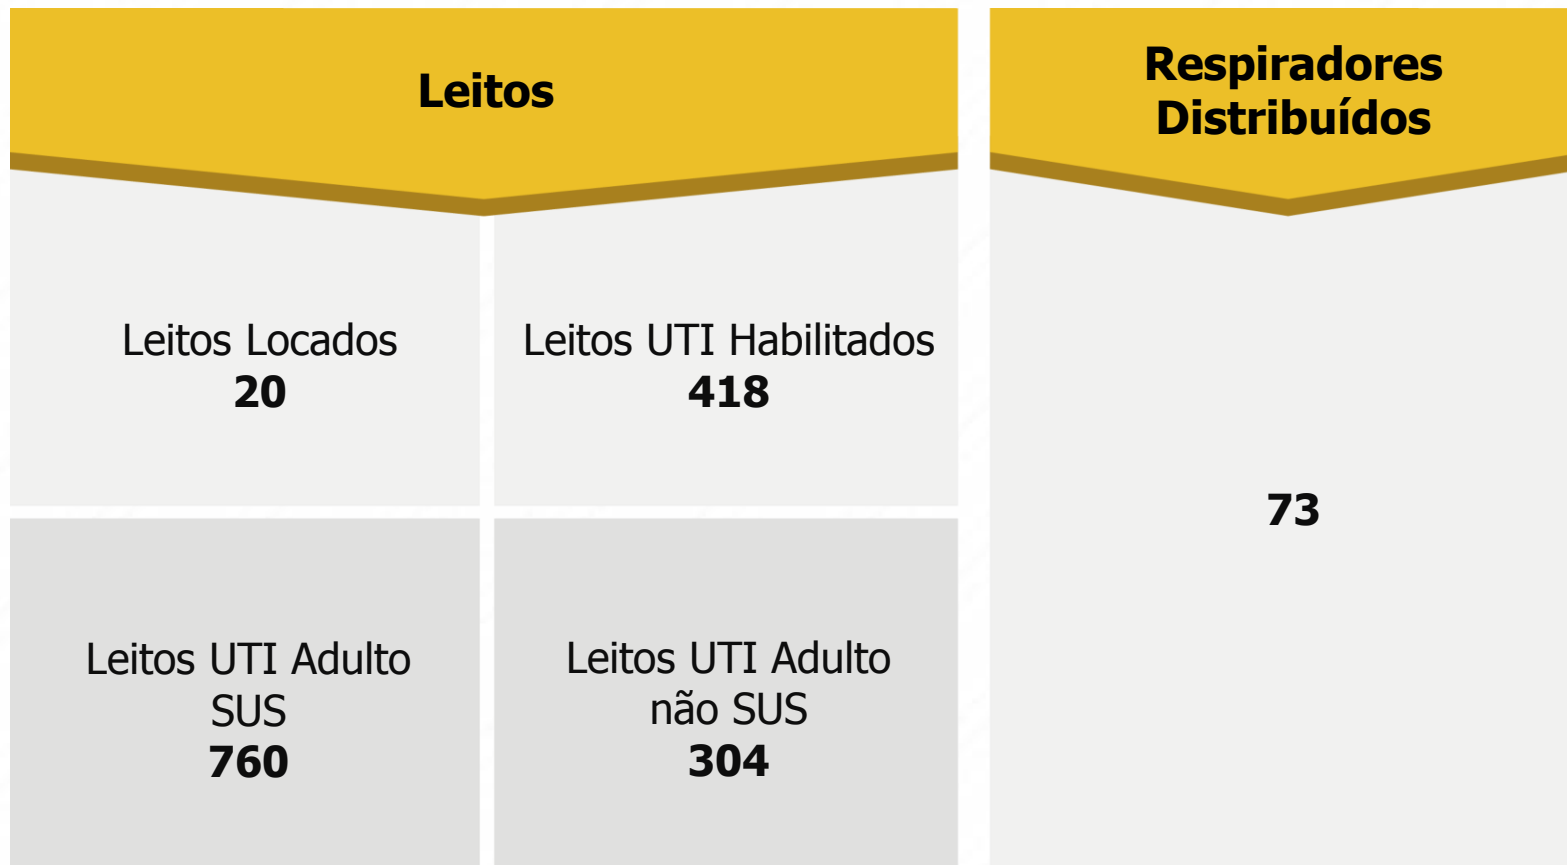 Leitos
Leitos Locados
20
Leitos UTI Habilitados
418
Leitos UTI Adulto
SUS
760
Leitos UTI Adulto
não SUS
304
Respiradores
Distribuídos
73